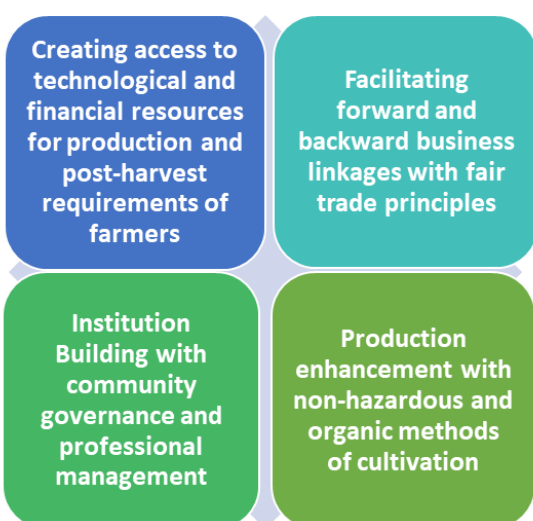 Creating access to
technological and
financial resources
for production and
post-harvest
requirements of
farmers
Facilitating
forward and
backward business
linkages with fair
trade principles
Institution
Building with
community
governance and
professional
management
Production
enhancement with
non-hazardous and
organic methods
of cultivation